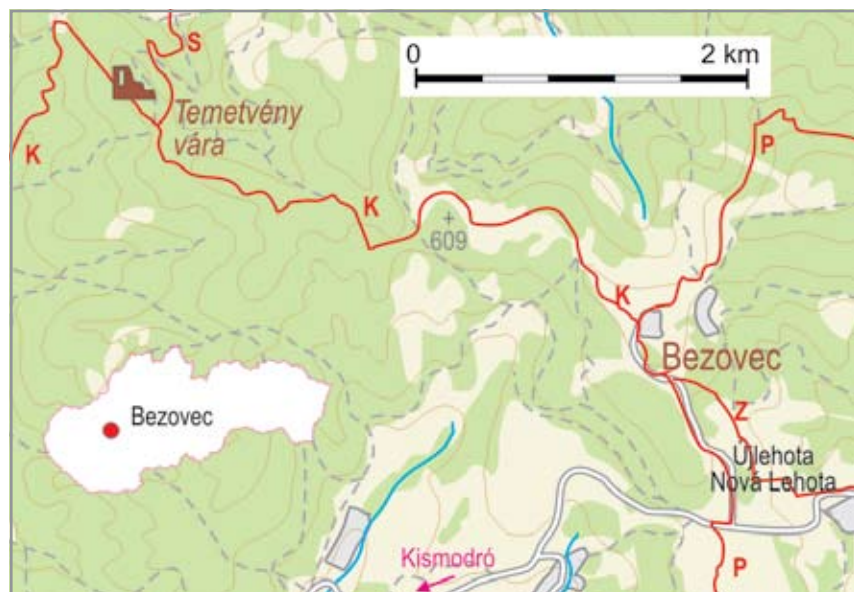 0 2 km
S
Temetvény
vára
K
P
K
609
K
Bezovec
Bezovec
Z
Újlehota
Nová Lehota
Kismodró
P